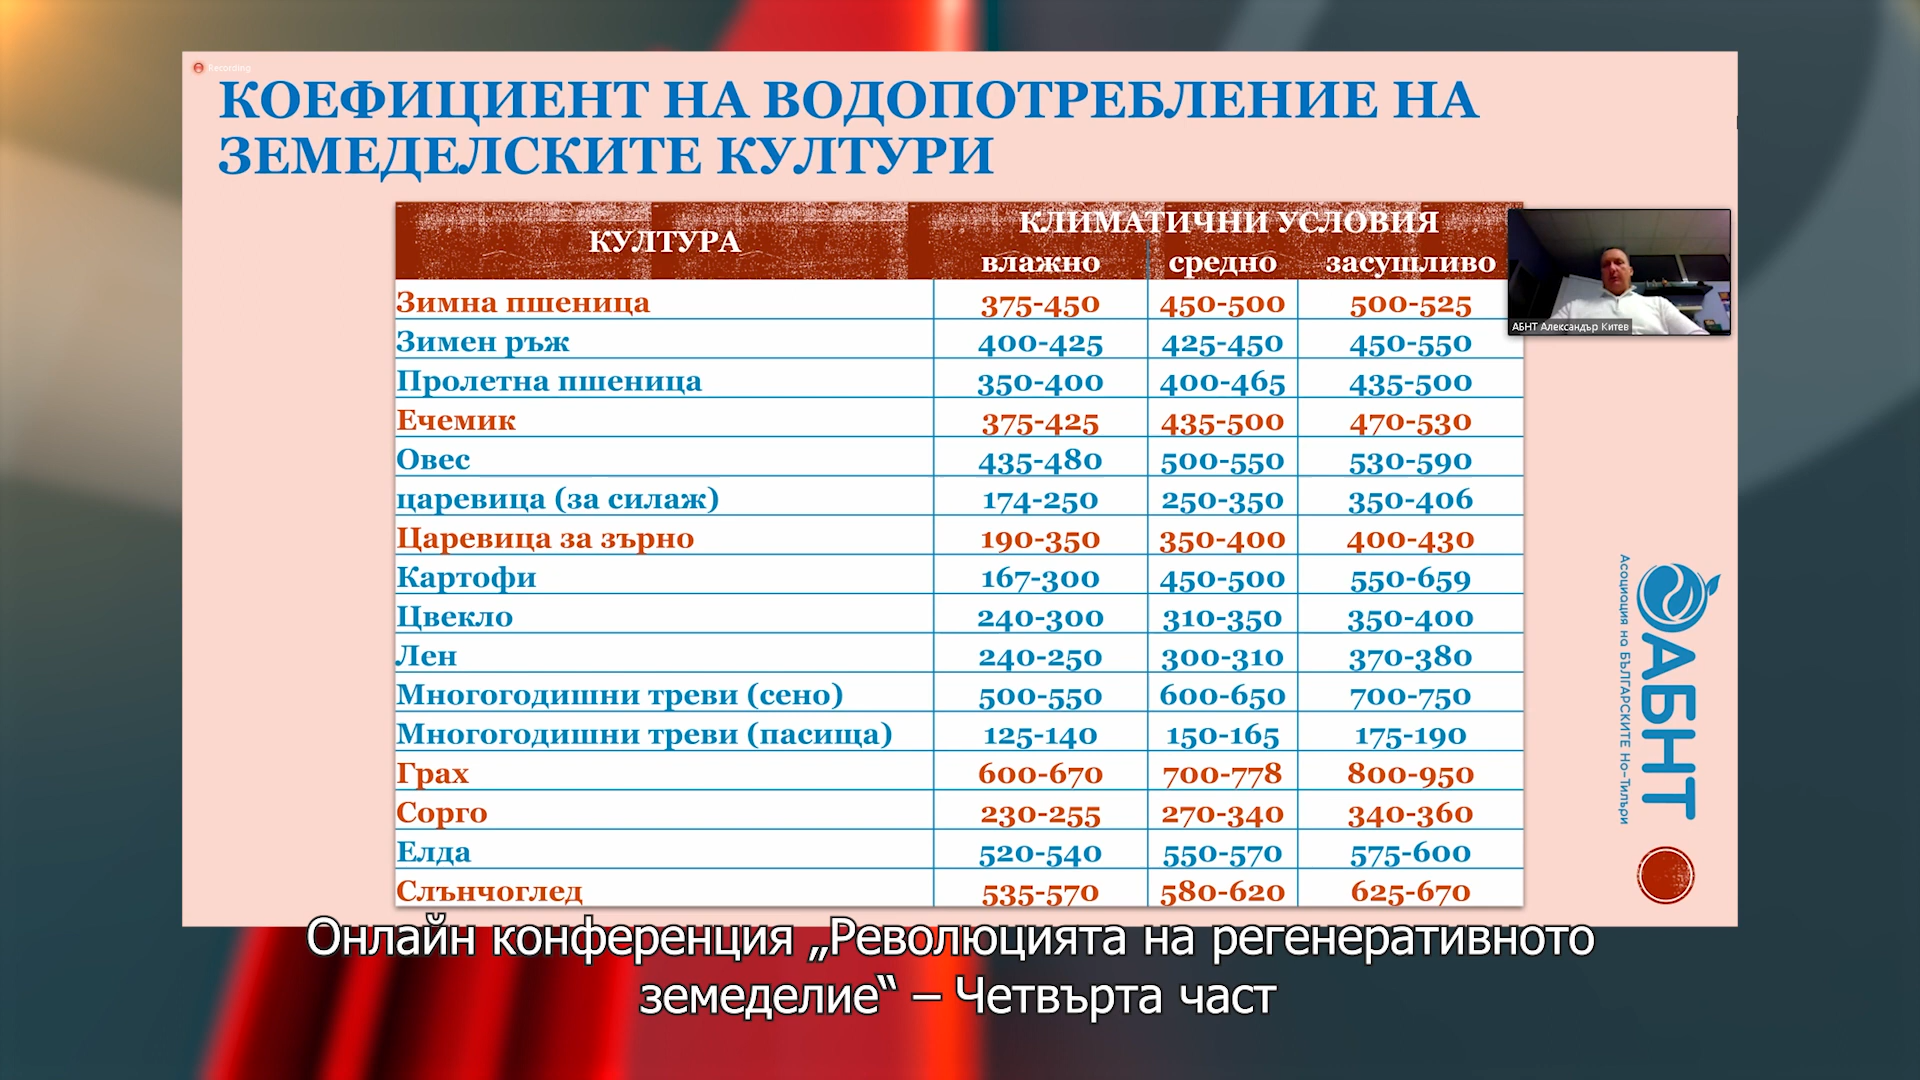 Recording
КОЕФИЦИЕНТ НА ВОДОПОТРЕБЛЕНИЕ НА
ЗЕМЕДЕЛСКИТЕ КУЛТУРИ
КУЛТУРА
КЛИМАТИЧНИ УСЛОВИЯ
влажно средно засушливо
Зимна пшеница 375-450 450-500 500-525
Зимен ръж 400-425 425-450 450-550
Пролетна пшеница 350-400 400-465 435-500
Ечемик 375-425 435-500 470-530
Овес 435-480 500-550 530-590
царевица (за силаж) 174-250 250-350 350-406
Царевица за зърно 190-350 350-400 400-430
Картофи 167-300 450-500 550-659
Цвекло 240-300 310-350 350-400
Лен 240-250 300-310 370-380
Многогодишни треви (сено) 500-550 600-650 700-750
Многогодишни треви (пасища) 125-140 150-165 175-190
Грах 600-670 700-778 800-950
Сорго 230-255 270-340 340-360
Елда 520-540 550-570 575-600
Слънчоглед 535-570 580-620 625-670
АБНТ Александър Китев
АБНТ
Асоциация на БЪЛГАРСКИТЕ Но-Тилъри
Онлайн конференция „Революцията на регенеративното
земеделие“ – Четвърта част